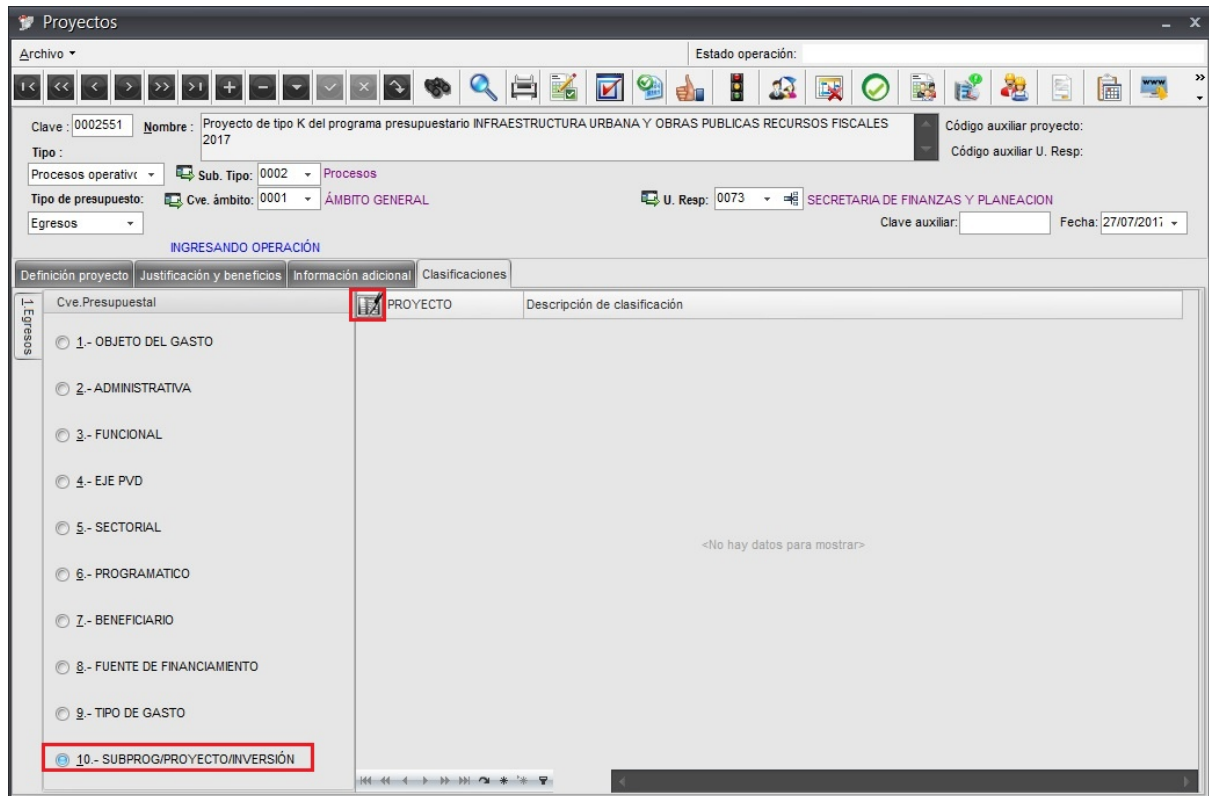 Proyectos
Archivo
Estado operación:
Clave : 0002551 Nombre : Proyecto de tipo K del programa presupuestario INFRAESTRUCTURA URBANA Y OBRAS PUBLICAS RECURSOS FISCALES 2017
Código auxiliar proyecto:
Código auxiliar U. Resp:
Tipo :
Procesos operativc Sub. Tipo: 0002 Procesos
Tipo de presupuesto: Cve. ámbito: 0001 ÁMBITO GENERAL U. Resp: 0073 SECRETARIA DE FINANZAS Y PLANEACION
Egresos Clave auxiliar: Fecha: 27/07/2017
INGRESANDO OPERACIÓN
Definición proyecto Justificación y beneficios Información adicional Clasificaciones
1.Egresos
Cve.Presupuestal PROYECTO Descripción de clasificación
1.- OBJETO DEL GASTO
2.- ADMINISTRATIVA
3.- FUNCIONAL
4.- EJE PVD
5.- SECTORIAL
<No hay datos para mostrar>
6.- PROGRAMATICO
7.- BENEFICIARIO
8.- FUENTE DE FINANCIAMIENTO
9.- TIPO DE GASTO
10.- SUBPROG/PROYECTO/INVERSIÓN